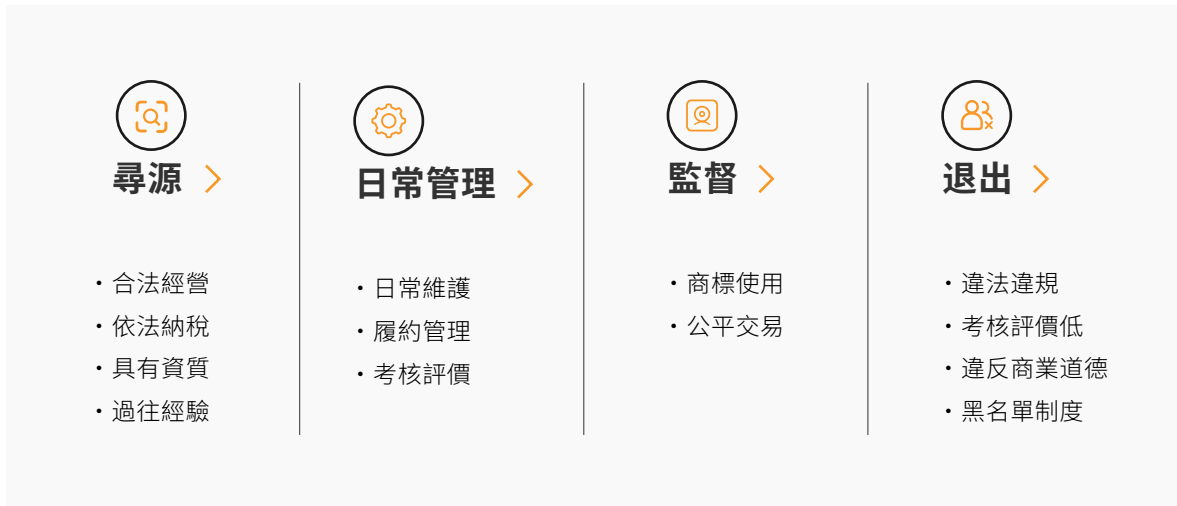 尋源
・合法經營
・依法納稅
・具有資質
・過往經驗
日常管理
・日常維護
・履約管理
・考核評價
監督
・商標使用
・公平交易
退出
・違法違規
・考核評價低
・違反商業道德
・黑名單制度